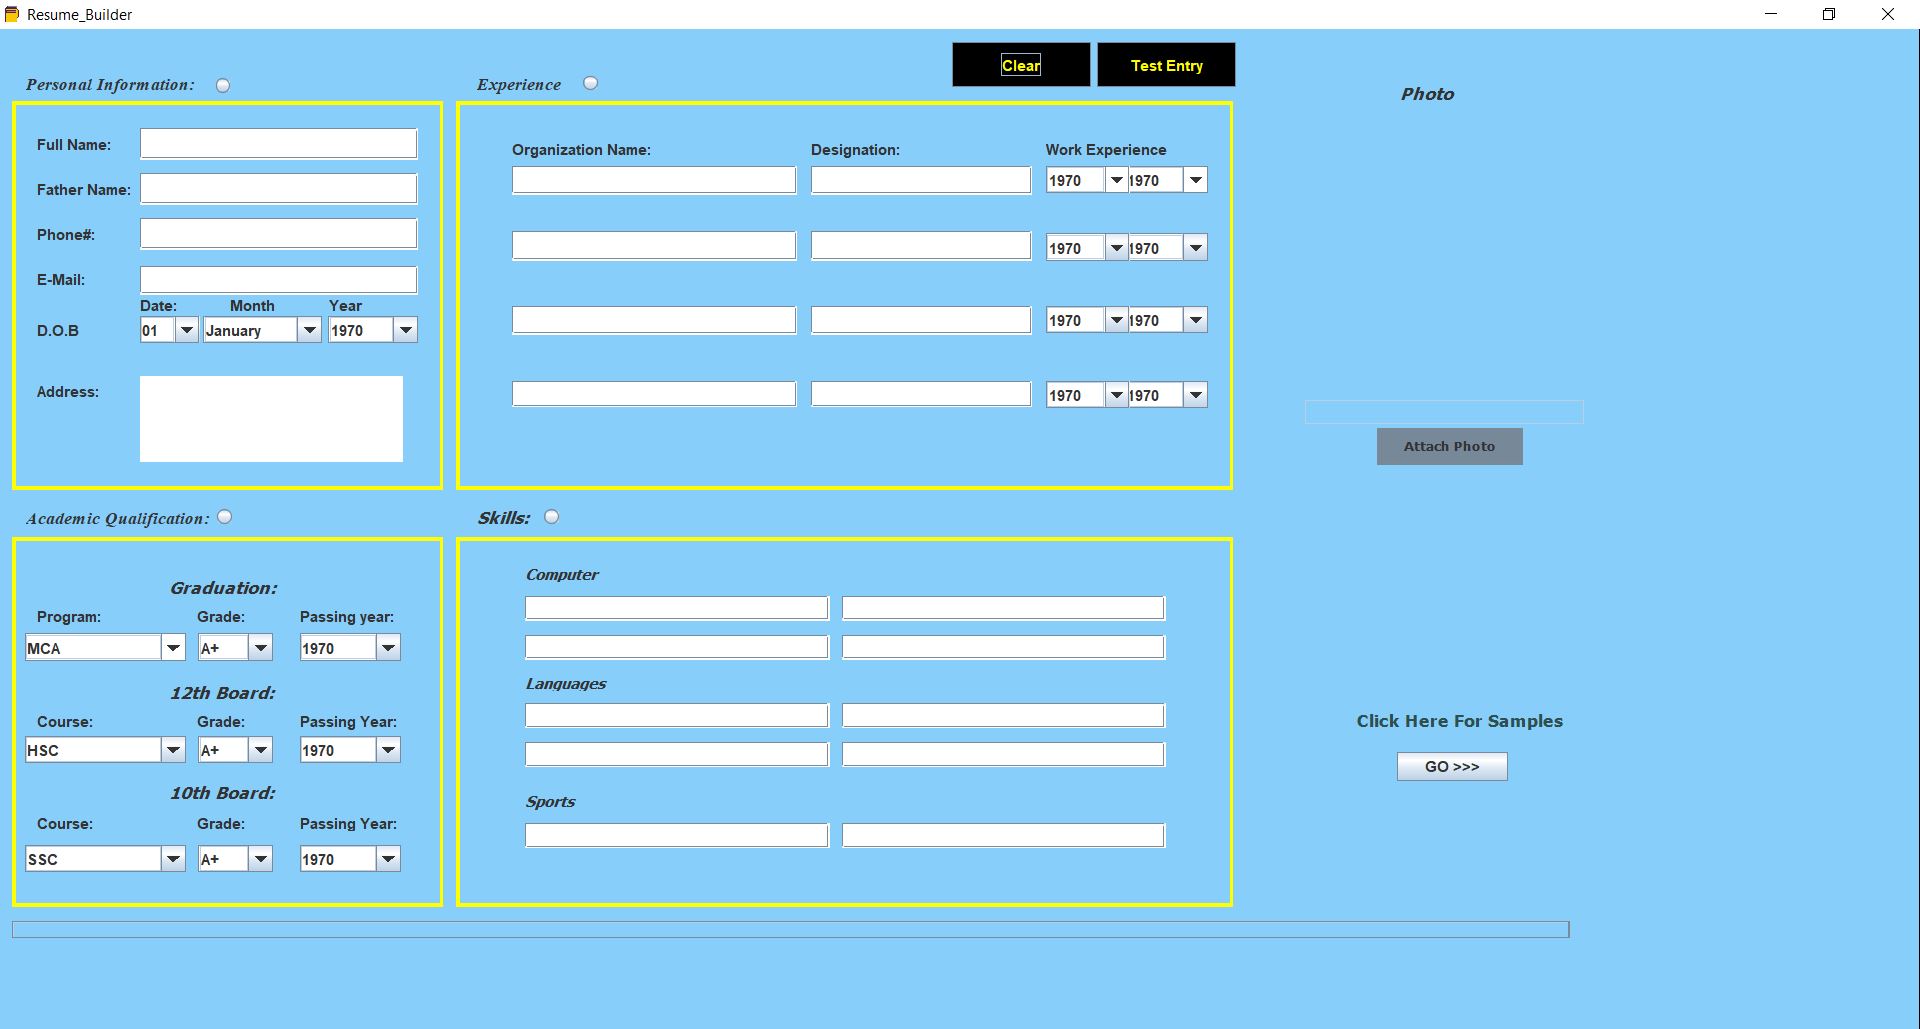 Resume_Builder
Clear Test Entry
Personal Information:
Full Name:
Father Name:
Phone#:
E-Mail:
Date: Month Year
D.O.B 01 January 1970
Address:
Experience
Organization Name: Designation: Work Experience
1970 1970
1970 1970
1970 1970
1970 1970
Photo
Attach Photo
Academic Qualification:
Graduation:
Program: Grade: Passing year:
MCA A+ 1970
12th Board:
Course: Grade: Passing Year:
HSC A+ 1970
10th Board:
Course: Grade: Passing Year:
SSC A+ 1970
Skills:
Computer
Languages
Sports
Click Here For Samples
GO >>>